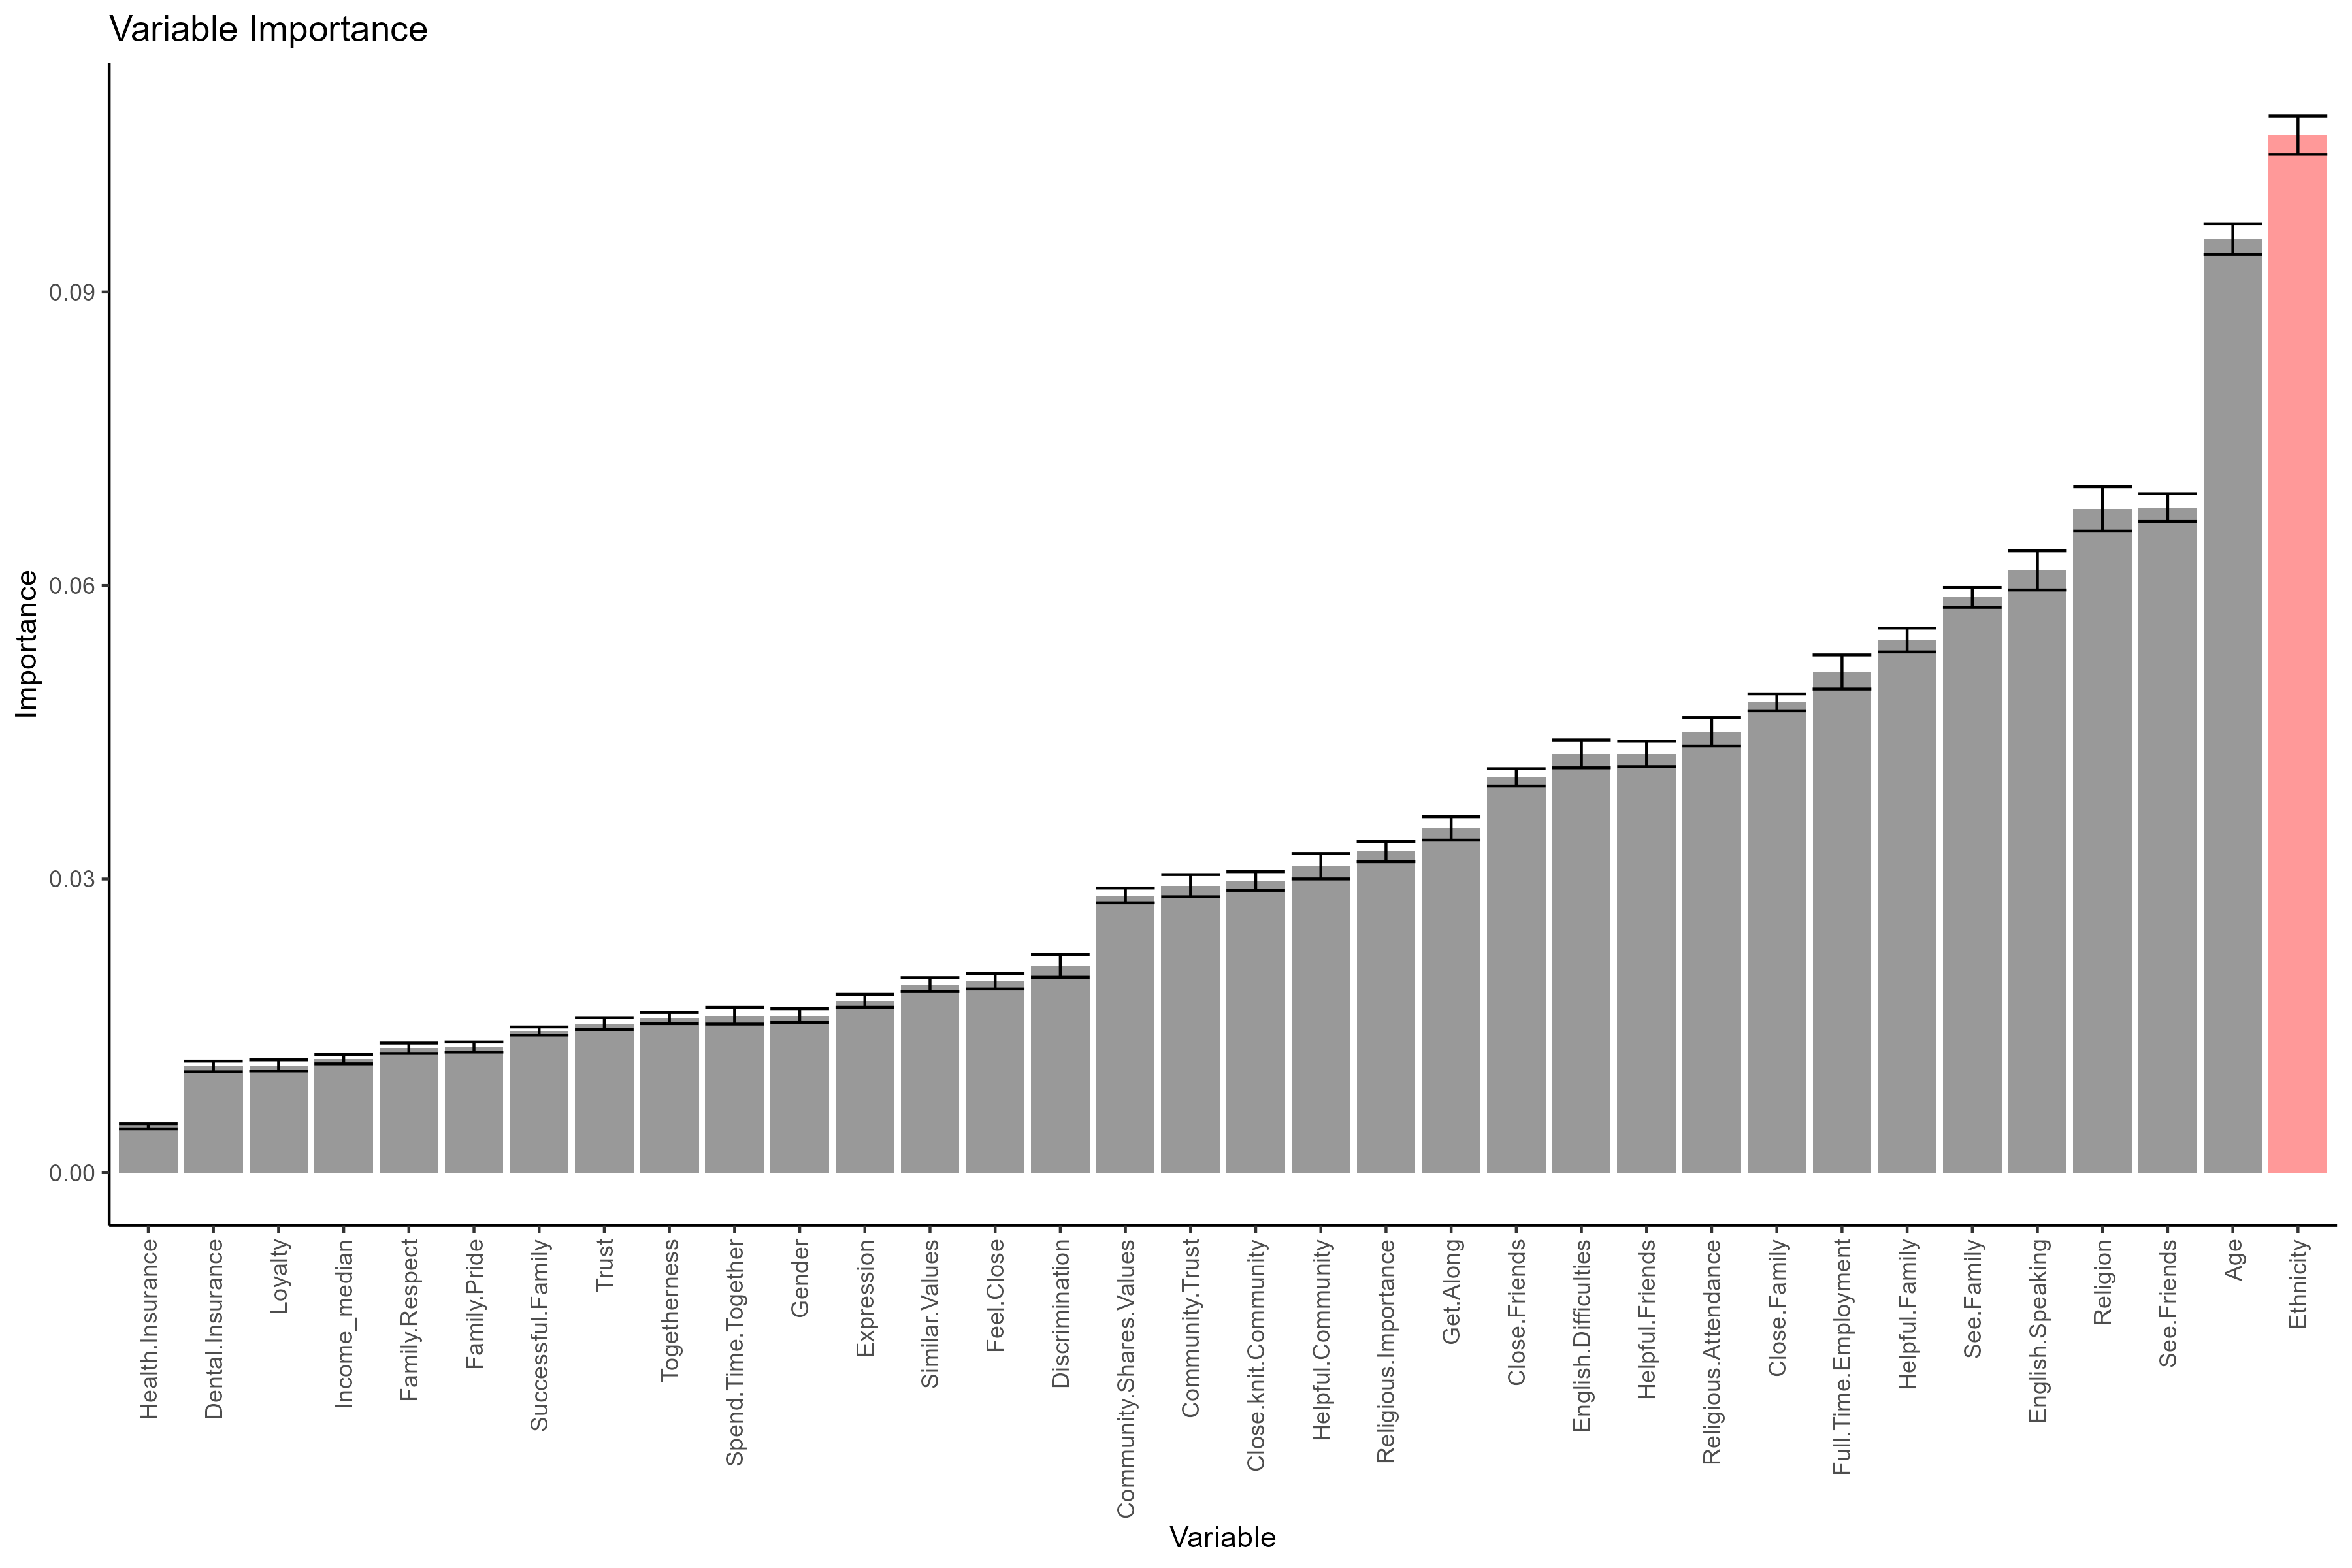 Variable Importance
Importance
0.09
0.06
0.03
0.00
Health.Insurance
Dental.Insurance
Loyalty
Income_median
Family.Respect
Family.Pride
Successful.Family
Trust
Togetherness
Spend.Time.Together
Gender
Expression
Similar.Values
Feel.Close
Discrimination
Community.Shares.Values
Community.Trust
Close.knit.Community
Helpful.Community
Religious.Importance
Get.Along
Close.Friends
English.Difficulties
Helpful.Friends
Religious.Attendance
Close.Family
Full.Time.Employment
Helpful.Family
See.Family
English.Speaking
Religion
See.Friends
Age
Ethnicity
Variable